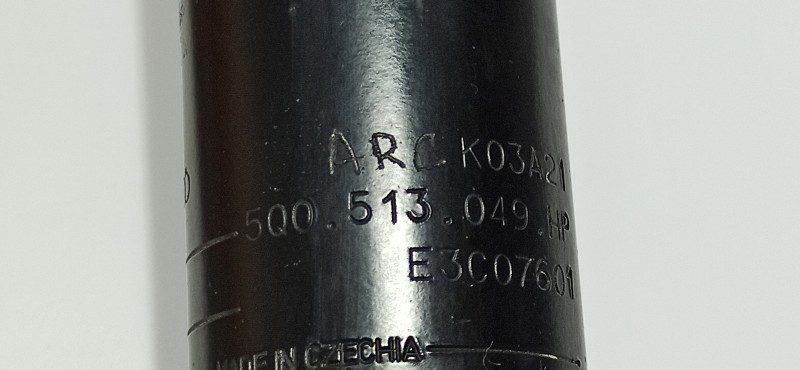 ARC K03A21
5Q0.513.049.HP
E3C07601
MADE IN CZECHIA